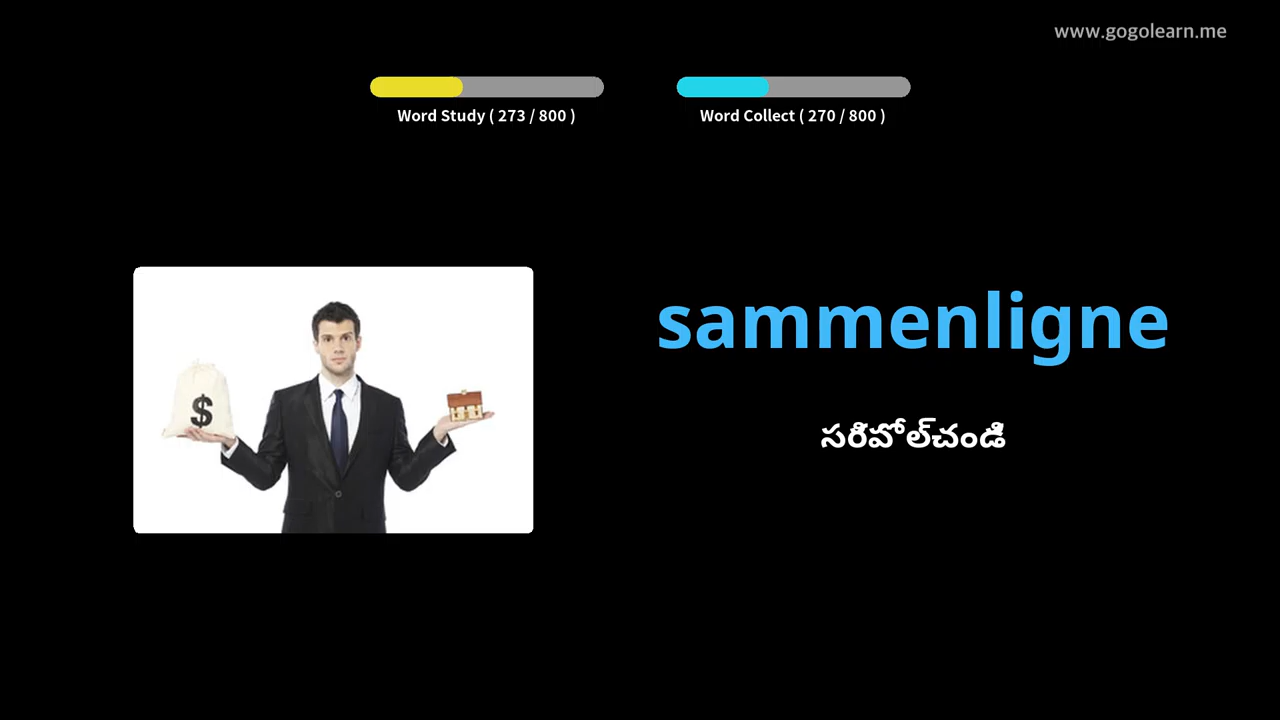 www.gogolearn.me
Word Study ( 273 / 800 )
Word Collect ( 270 / 800 )
sammenligne
$
సరిపోల్‌చండి